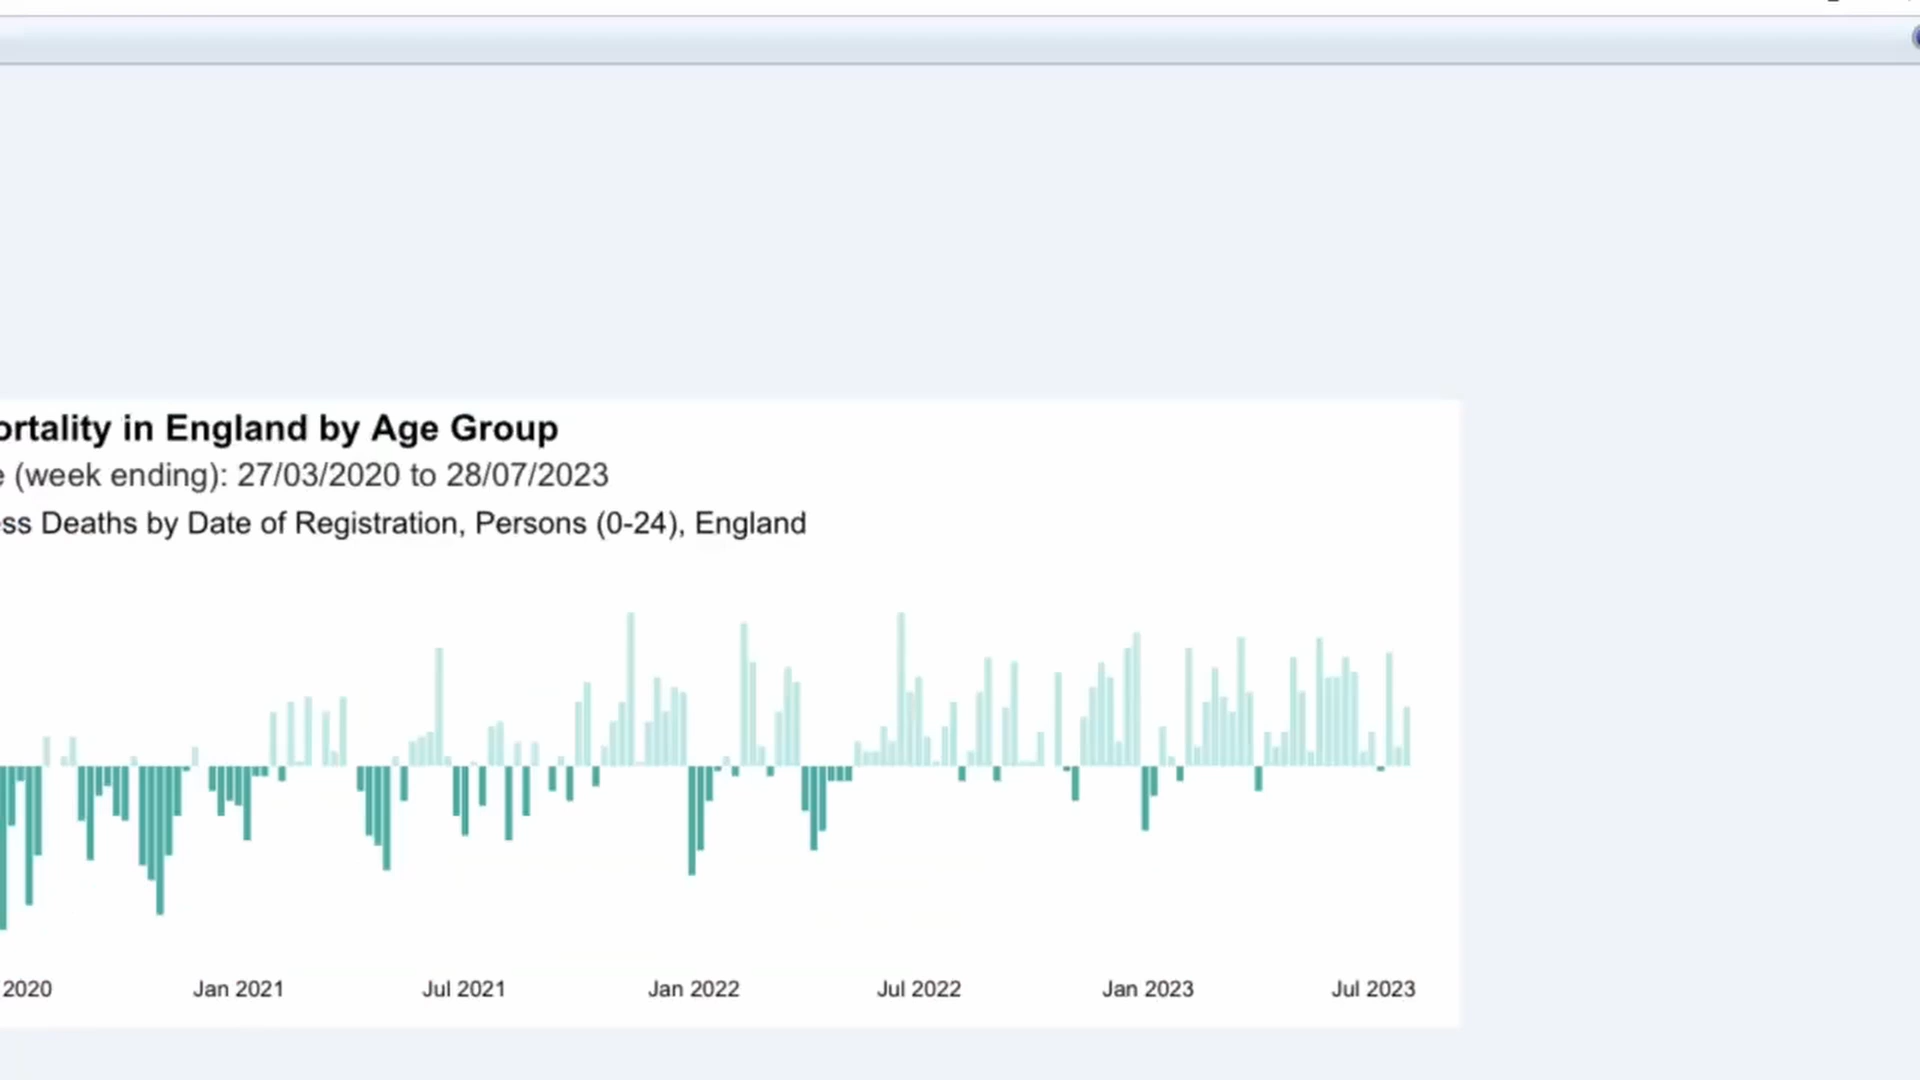 ortality in England by Age Group
(week ending): 27/03/2020 to 28/07/2023
ss Deaths by Date of Registration, Persons (0-24), England
2020 Jan 2021 Jul 2021 Jan 2022 Jul 2022 Jan 2023 Jul 2023